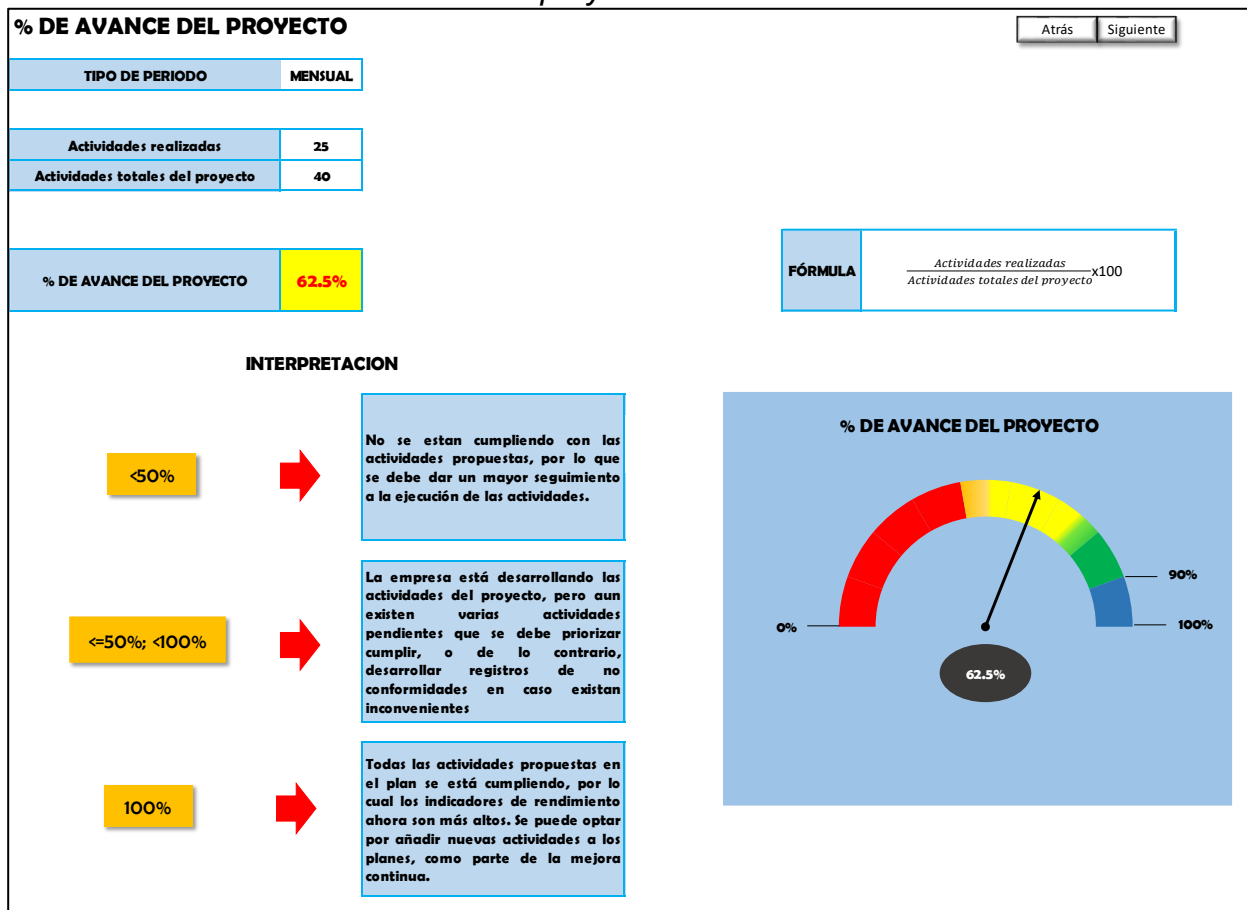 % DE AVANCE DEL PROYECTO
Atrás Siguiente
TIPO DE PERIODO MENSUAL
Actividades realizadas 25
Actividades totales del proyecto 40
% DE AVANCE DEL PROYECTO 62.5%
FÓRMULA
Actividades realizadas
Actividades totales del proyecto
x100
INTERPRETACION
<50%
No se estan cumpliendo con las
actividades propuestas, por lo que
se debe dar un mayor seguimiento
a la ejecución de las actividades.
<=50%; <100%
La empresa está desarrollando las
actividades del proyecto, pero aun
existen varias actividades
pendientes que se debe priorizar
cumplir, o de lo contrario,
desarrollar registros de no
conformidades en caso existan
inconvenientes
100%
Todas las actividades propuestas en
el plan se está cumpliendo, por lo
cual los indicadores de rendimiento
ahora son más altos. Se puede optar
por añadir nuevas actividades a los
planes, como parte de la mejora
continua.
% DE AVANCE DEL PROYECTO
90%
0%
100%
62.5%